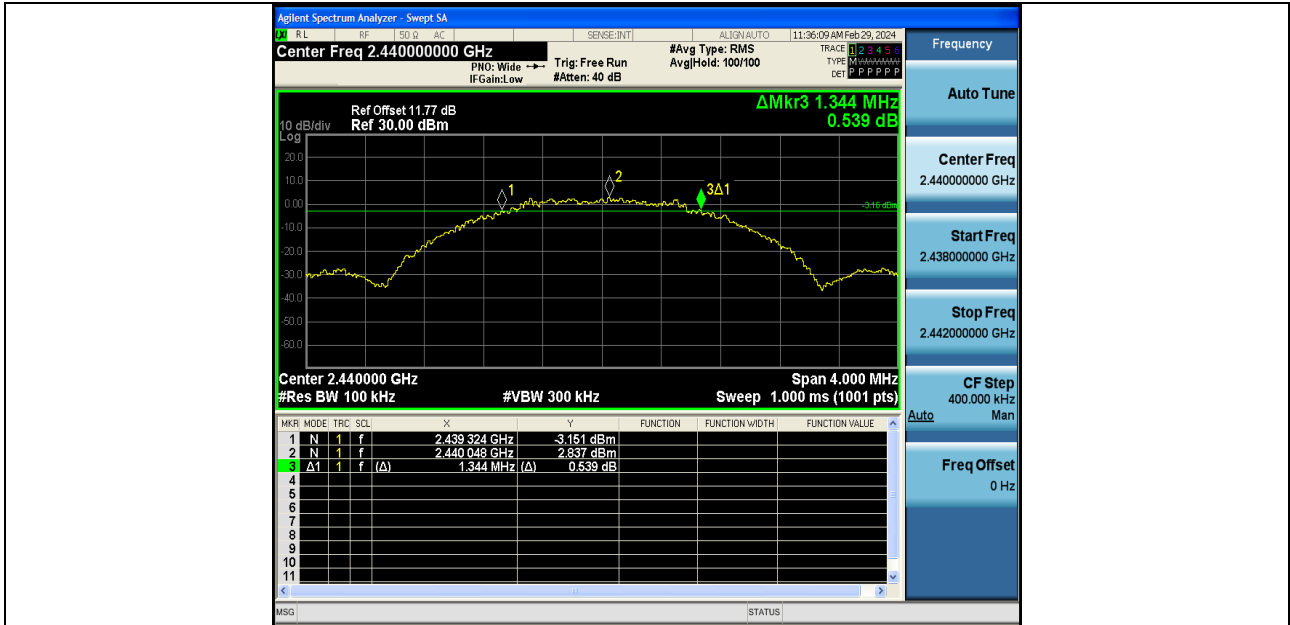 Agilent Spectrum Analyzer - Swept SA
RL RF 50 Ω AC SENSE:INT ALIGN AUTO 11:36:09 AM Feb 29, 2024
Center Freq 2.440000000 GHz
PNO: Wide
IFGain:Low
Trig: Free Run
#Atten: 40 dB
#Avg Type: RMS
Avg|Hold: 100/100
TRACE 1 2 3 4 5 6
TYPE M
DET P P P P P P
Ref Offset 11.77 dB
Ref 30.00 dBm
10 dB/div
Log
ΔMkr3 1.344 MHz
0.539 dB
20.0
10.0
0.00
-10.0
-20.0
-30.0
-40.0
-50.0
-60.0
1
2
3Δ1
Center 2.440000 GHz Span 4.000 MHz
#Res BW 100 kHz #VBW 300 kHz Sweep 1.000 ms (1001 pts)
MKR MODE TRC SCL X Y FUNCTION FUNCTION WIDTH FUNCTION VALUE
1 N 1 f 2.439 324 GHz -3.151 dBm
2 N 1 f 2.440 048 GHz 2.837 dBm
3 Δ1 1 f (Δ) 1.344 MHz (Δ) 0.539 dB
4
5
6
7
8
9
10
11
MSG STATUS
Frequency
Auto Tune
Center Freq
2.440000000 GHz
Start Freq
2.438000000 GHz
Stop Freq
2.442000000 GHz
CF Step
400.000 kHz
Auto Man
Freq Offset
0 Hz